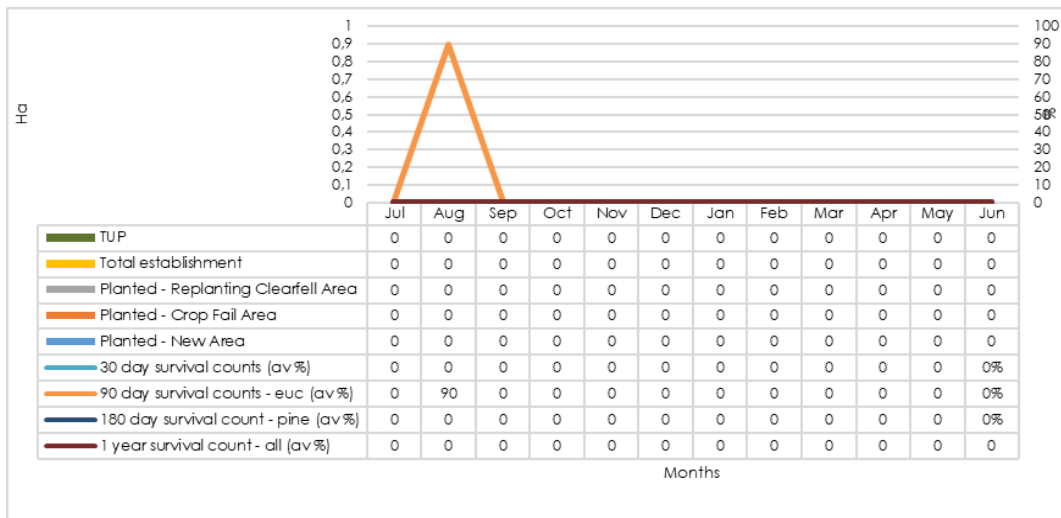 1 100
0,9 90
0,8 80
0,7 70
0,6 60
Ha 0,5 50
0,4 40
0,3 30
0,2 20
0,1 10
0 0
Jul Aug Sep Oct Nov Dec Jan Feb Mar Apr May Jun
TUP 0 0 0 0 0 0 0 0 0 0 0 0
Total establishment 0 0 0 0 0 0 0 0 0 0 0 0
Planted - Replanting Clearfell Area 0 0 0 0 0 0 0 0 0 0 0 0
Planted - Crop Fail Area 0 0 0 0 0 0 0 0 0 0 0 0
Planted - New Area 0 0 0 0 0 0 0 0 0 0 0 0
30 day survival counts (av%) 0 0 0 0 0 0 0 0 0 0 0 0%
90 day survival counts - euc (av%) 0 90 0 0 0 0 0 0 0 0 0 0%
180 day survival count - pine (av%) 0 0 0 0 0 0 0 0 0 0 0 0%
1 year survival count - all (av%) 0 0 0 0 0 0 0 0 0 0 0 0
Months